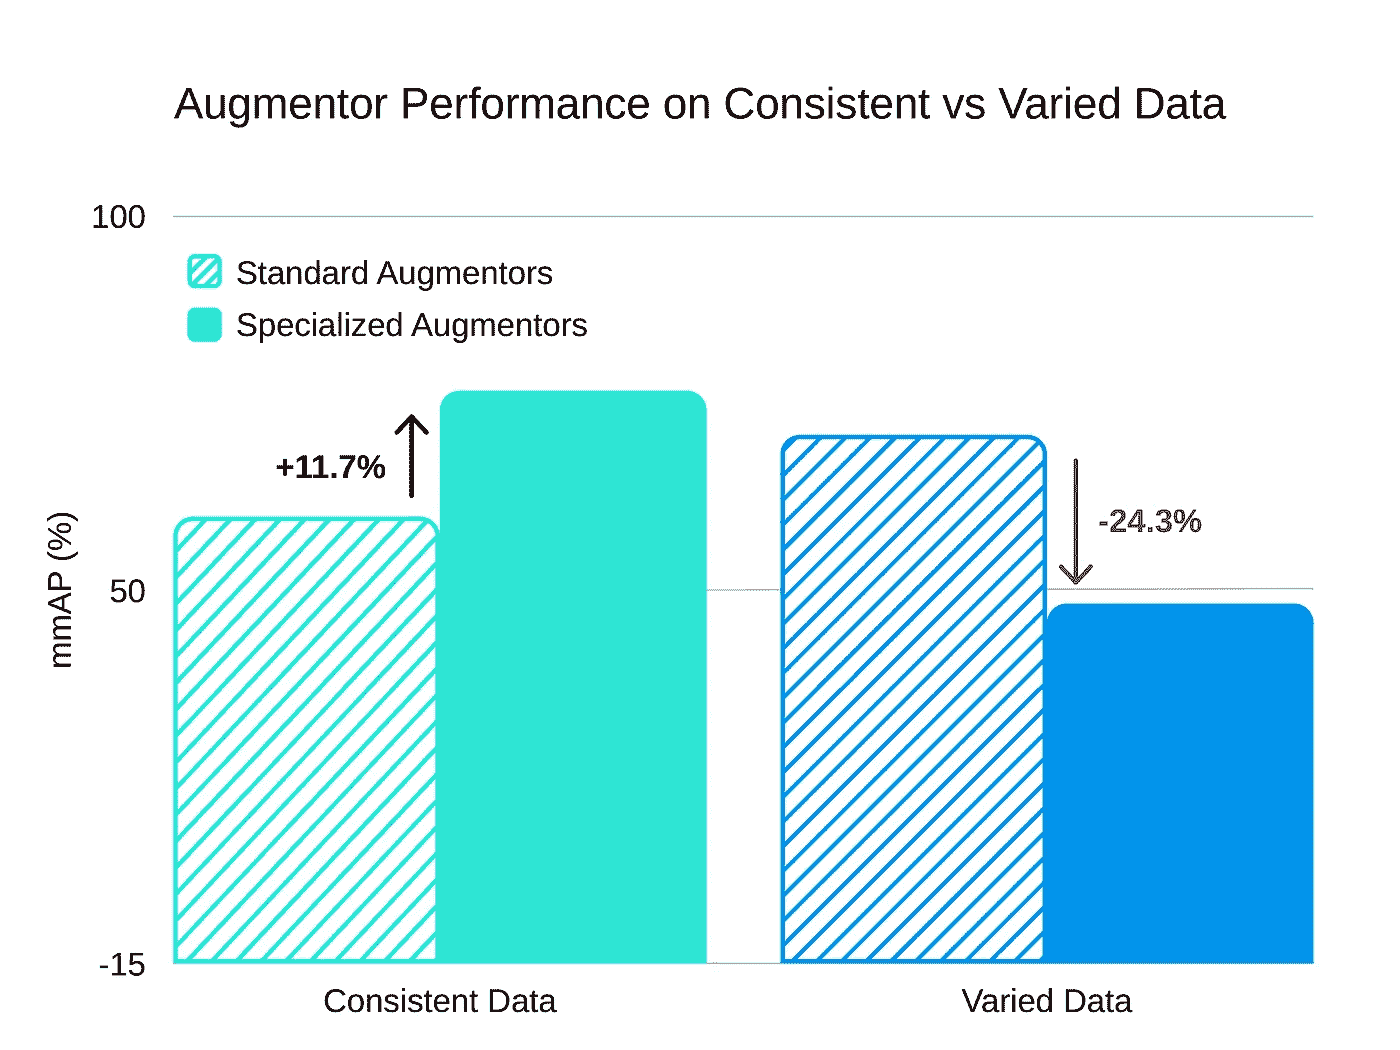 Augmentor Performance on Consistent vs Varied Data
100
Standard Augmentors
Specialized Augmentors
+11.7%
-24.3%
mmAP (%)
50
-15
Consistent Data
Varied Data